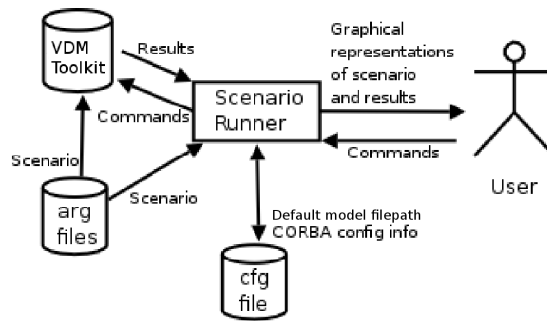 VDM
Toolkit
Results
Commands
Scenario
Runner
Graphical
representations
of scenario
and results
Commands
User
Scenario
Scenario
arg
files
Default model filepath
CORBA config info
cfg
file